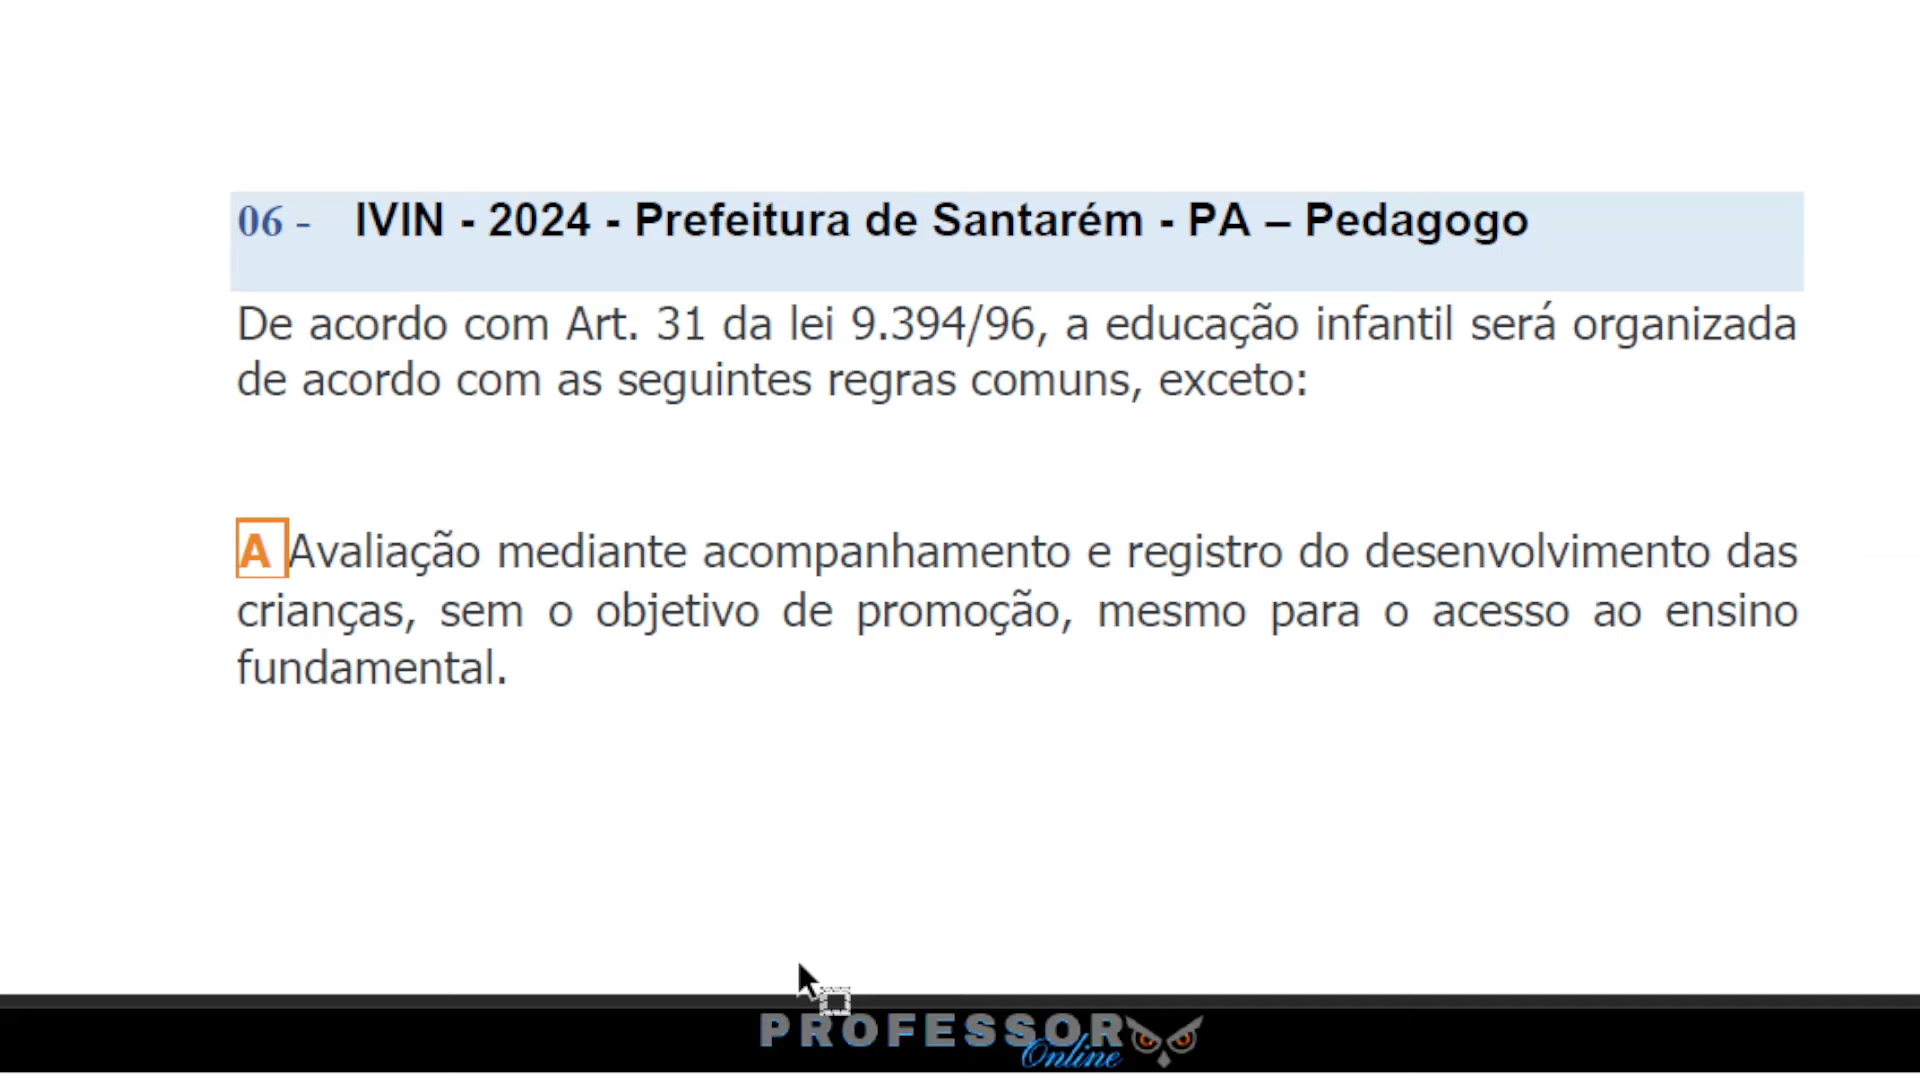 06 - IVIN - 2024 - Prefeitura de Santarém - PA – Pedagogo
De acordo com Art. 31 da lei 9.394/96, a educação infantil será organizada
de acordo com as seguintes regras comuns, exceto:
A Avaliação mediante acompanhamento e registro do desenvolvimento das
crianças, sem o objetivo de promoção, mesmo para o acesso ao ensino
fundamental.
PROFESSOR
Online